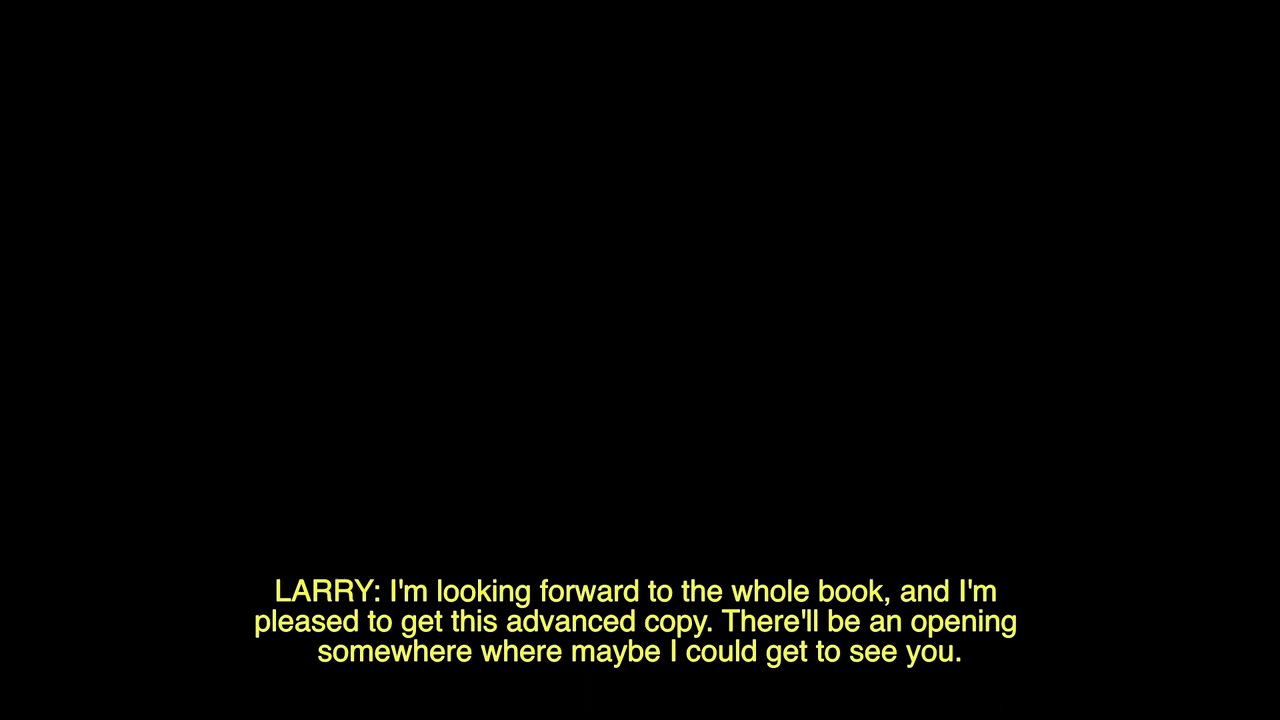 LARRY: I'm looking forward to the whole book, and I'm
pleased to get this advanced copy. There'll be an opening
somewhere where maybe I could get to see you.